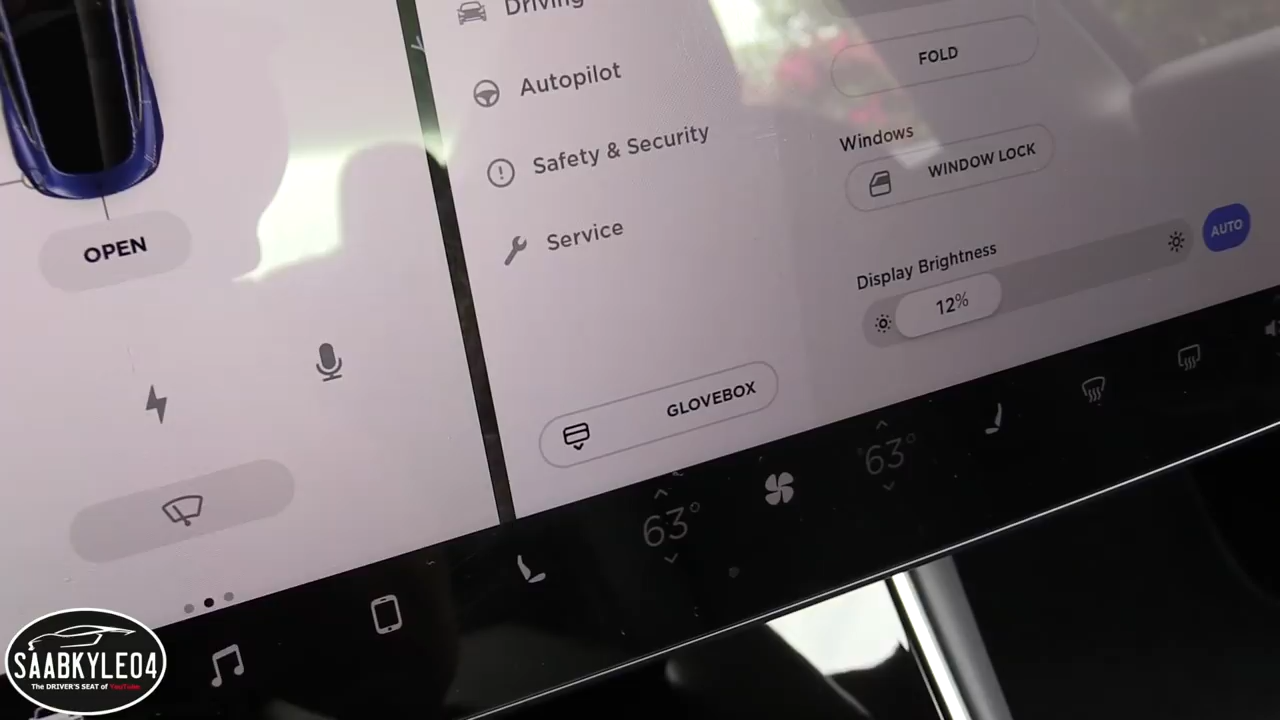 Driving
Autopilot
Safety & Security
Service
GLOVEBOX
FOLD
Windows
WINDOW LOCK
Display Brightness
12%
AUTO
OPEN
63°
63°
SAABKYLE04
The DRIVER'S SEAT of YouTube